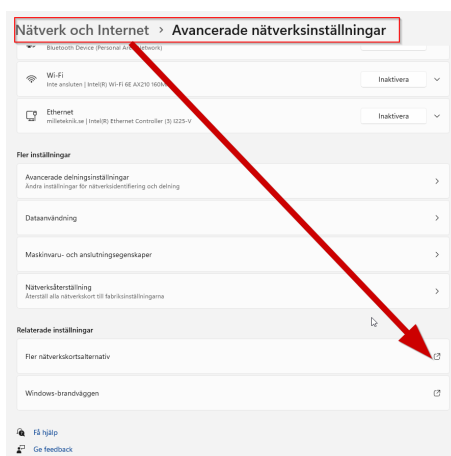 Nätverk och Internet > Avancerade nätverksinställningar
Bluetooth Device (Personal Area Network)
Wi-Fi
Inte ansluten | Intel(R) Wi-Fi 6E AX210 160M
Inaktivera
Ethernet
milleteknik.se | Intel(R) Ethernet Controller (3) I225-V
Inaktivera
Fler inställningar
Avancerade delningsinställningar
Ändra inställningar för nätverksidentifiering och delning
Dataanvändning
Maskinvaru- och anslutningsegenskaper
Nätverksåterställning
Återställ alla nätverkskort till fabriksinställningarna
Relaterade inställningar
Fler nätverkskortsalternativ
Windows-brandväggen
Få hjälp
Ge feedback